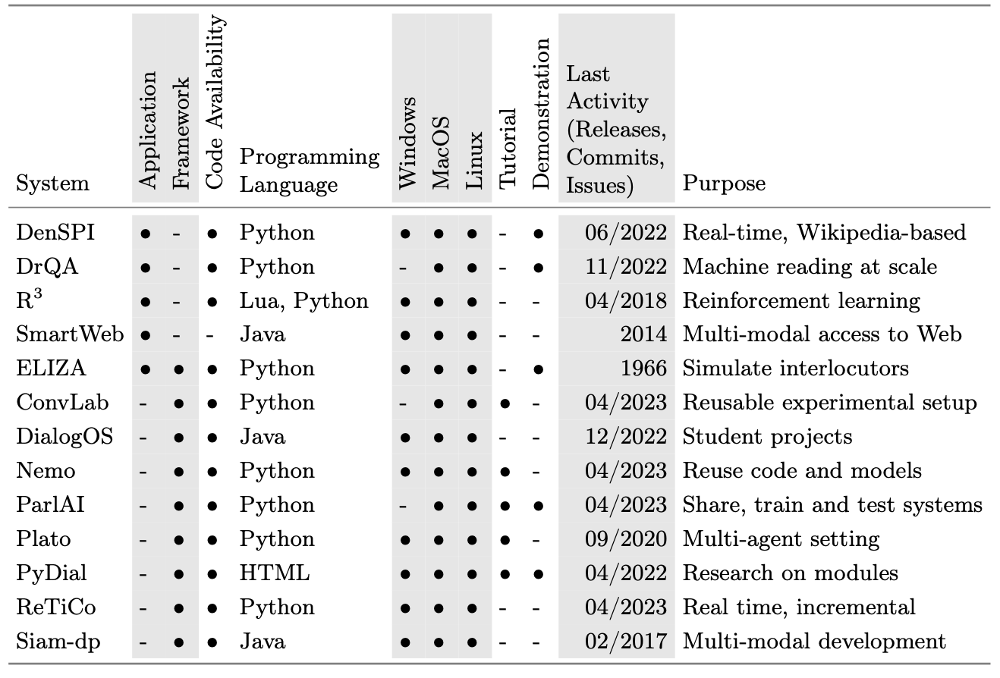 System Application Framework Code Availability Programming Language Windows MacOS Linux Tutorial Demonstration Last Activity (Releases, Commits, Issues) Purpose
DenSPI ● - ● Python ● ● ● - ● 06/2022 Real-time, Wikipedia-based
DrQA ● - ● Python - ● ● - ● 11/2022 Machine reading at scale
R³ ● - ● Lua, Python ● ● ● - - 04/2018 Reinforcement learning
SmartWeb ● - - Java ● ● ● - - 2014 Multi-modal access to Web
ELIZA ● ● ● Python ● ● ● - ● 1966 Simulate interlocutors
ConvLab - ● ● Python - ● ● ● - 04/2023 Reusable experimental setup
DialogOS - ● ● Java ● ● ● - - 12/2022 Student projects
Nemo - ● ● Python ● ● ● ● - 04/2023 Reuse code and models
ParlAI - ● ● Python - ● ● ● ● 04/2023 Share, train and test systems
Plato - ● ● Python ● ● ● ● - 09/2020 Multi-agent setting
PyDial - ● ● HTML ● ● ● ● ● 04/2022 Research on modules
ReTiCo - ● ● Python ● ● ● - - 04/2023 Real time, incremental
Siam-dp - ● ● Java ● ● ● - - 02/2017 Multi-modal development